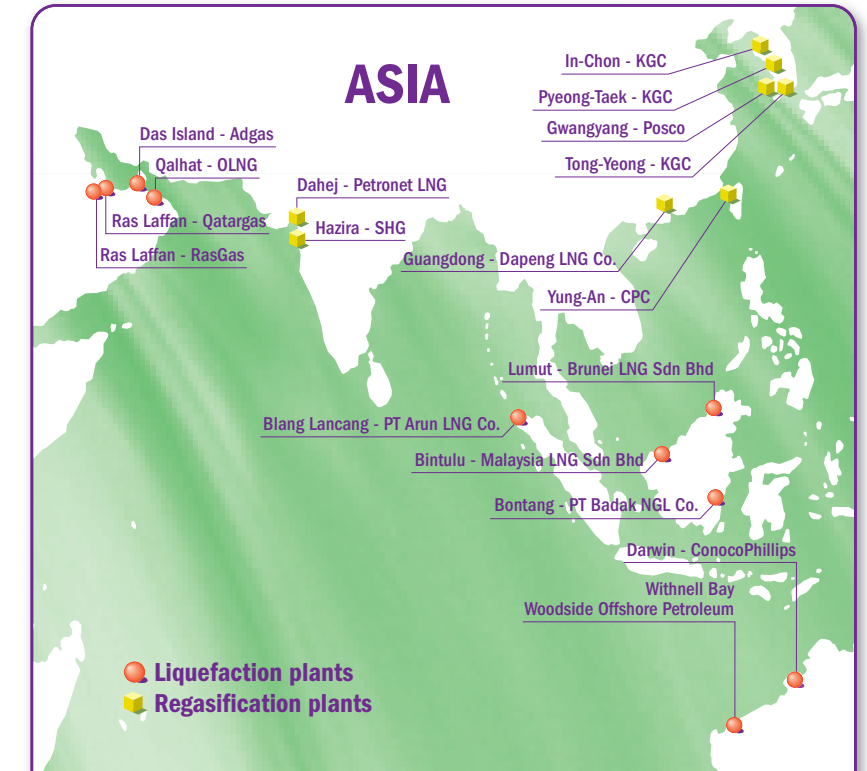 ASIA
In-Chon - KGC
Pyeong-Taek - KGC
Gwangyang - Posco
Tong-Yeong - KGC
Das Island - Adgas
Qalhat - OLNG
Dahej - Petronet LNG
Ras Laffan - Qatargas
Hazira - SHG
Ras Laffan - RasGas
Guangdong - Dapeng LNG Co.
Yung-An - CPC
Lumut - Brunei LNG Sdn Bhd
Blang Lancang - PT Arun LNG Co.
Bintulu - Malaysia LNG Sdn Bhd
Bontang - PT Badak NGL Co.
Darwin - ConocoPhillips
Withnell Bay
Woodside Offshore Petroleum
Liquefaction plants
Regasification plants